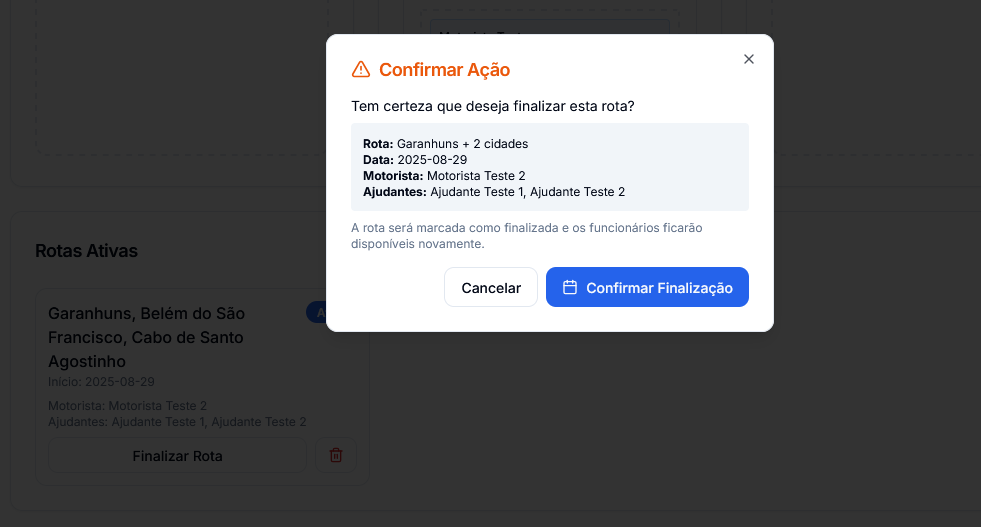 Confirmar Ação
Tem certeza que deseja finalizar esta rota?
Rota: Garanhuns + 2 cidades
Data: 2025-08-29
Motorista: Motorista Teste 2
Ajudantes: Ajudante Teste 1, Ajudante Teste 2
A rota será marcada como finalizada e os funcionários ficarão
disponíveis novamente.
Cancelar
Confirmar Finalização
Rotas Ativas
Garanhuns, Belém do São
Francisco, Cabo de Santo
Agostinho
Início: 2025-08-29
Motorista: Motorista Teste 2
Ajudantes: Ajudante Teste 1, Ajudante Teste 2
Finalizar Rota